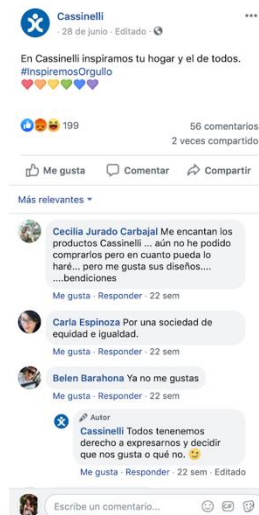 Cassinelli
28 de junio · Editado ·
En Cassinelli inspiramos tu hogar y el de todos.
#InspiremosOrgullo
199
56 comentarios
2 veces compartido
Me gusta Comentar Compartir
Más relevantes
Cecilia Jurado Carbajal Me encantan los
productos Cassinelli ... aún no he podido
comprarlos pero en cuanto pueda lo
haré... pero me gusta sus diseños....
....bendiciones
Me gusta · Responder · 22 sem
Carla Espinoza Por una sociedad de
equidad e igualdad.
Me gusta · Responder · 22 sem
Belen Barahona Ya no me gustas
Me gusta · Responder · 22 sem
Autor
Cassinelli Todos tenenemos
derecho a expresarnos y decidir
que nos gusta o qué no.
Me gusta · Responder · 22 sem · Editado
Escribe un comentario...
GIF